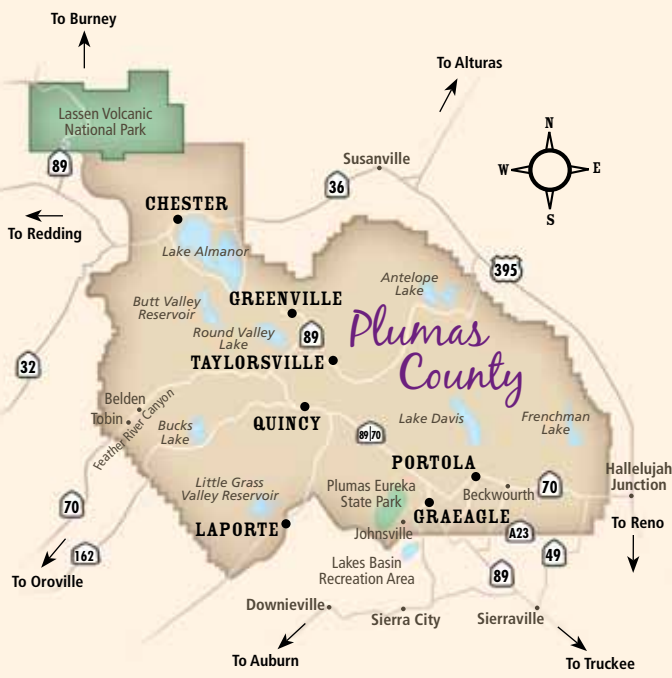 To Burney
To Alturas
Lassen Volcanic
National Park
89
Susanville
36
N
W
E
S
CHESTER
To Redding
Lake Almanor
395
Antelope
Lake
Butt Valley
Reservoir
GREENVILLE
Round Valley
Lake
89
Plumas
County
TAYLORSVILLE
32
Belden
Tobin
Feather River Canyon
Bucks
Lake
QUINCY
89|70
Lake Davis
Frenchman
Lake
PORTOLA
Little Grass
Valley Reservoir
Plumas Eureka
State Park
Beckwourth
70
Hallelujah
Junction
70
LAPORTE
GRAEAGLE
Johnsville
A23
To Reno
162
Lakes Basin
Recreation Area
49
89
To Oroville
Downieville
Sierra City
Sierraville
To Auburn
To Truckee